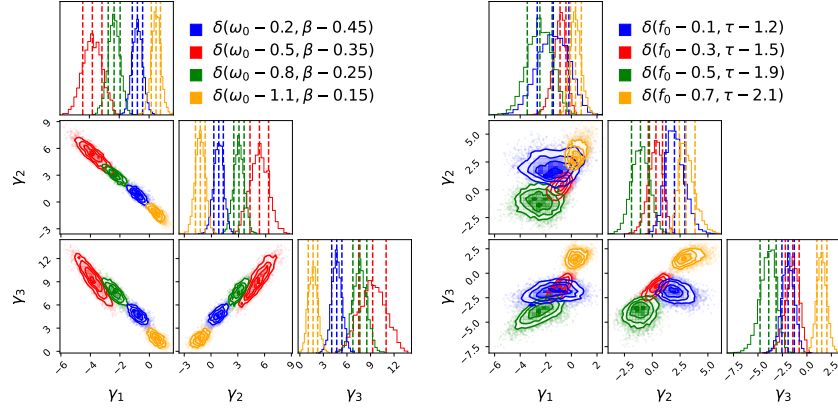 δ(ω₀ − 0.2, β − 0.45)
δ(ω₀ − 0.5, β − 0.35)
δ(ω₀ − 0.8, β − 0.25)
δ(ω₀ − 1.1, β − 0.15)
9
6
3
0
−3
γ₂
12
9
6
3
0
γ₃
−6 −4 −2 0
γ₁
0 3 6 9
γ₂
0 3 6 9 12
γ₃
δ(f₀ − 0.1, τ − 1.2)
δ(f₀ − 0.3, τ − 1.5)
δ(f₀ − 0.5, τ − 1.9)
δ(f₀ − 0.7, τ − 2.1)
5.0
2.5
0.0
−2.5
γ₂
2.5
0.0
−2.5
−5.0
−7.5
γ₃
−6 −4 −2 0 2
γ₁
−2.5 0.0 2.5 5.0
γ₂
−7.5 −5.0 −2.5 0.0 2.5
γ₃